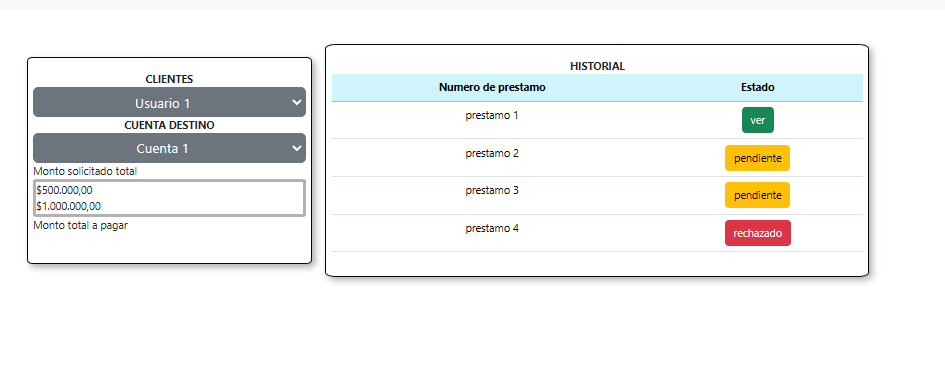 CLIENTES
Usuario 1
CUENTA DESTINO
Cuenta 1
Monto solicitado total
$500.000,00
$1.000.000,00
Monto total a pagar
HISTORIAL
Numero de prestamo Estado
prestamo 1 ver
prestamo 2 pendiente
prestamo 3 pendiente
prestamo 4 rechazado